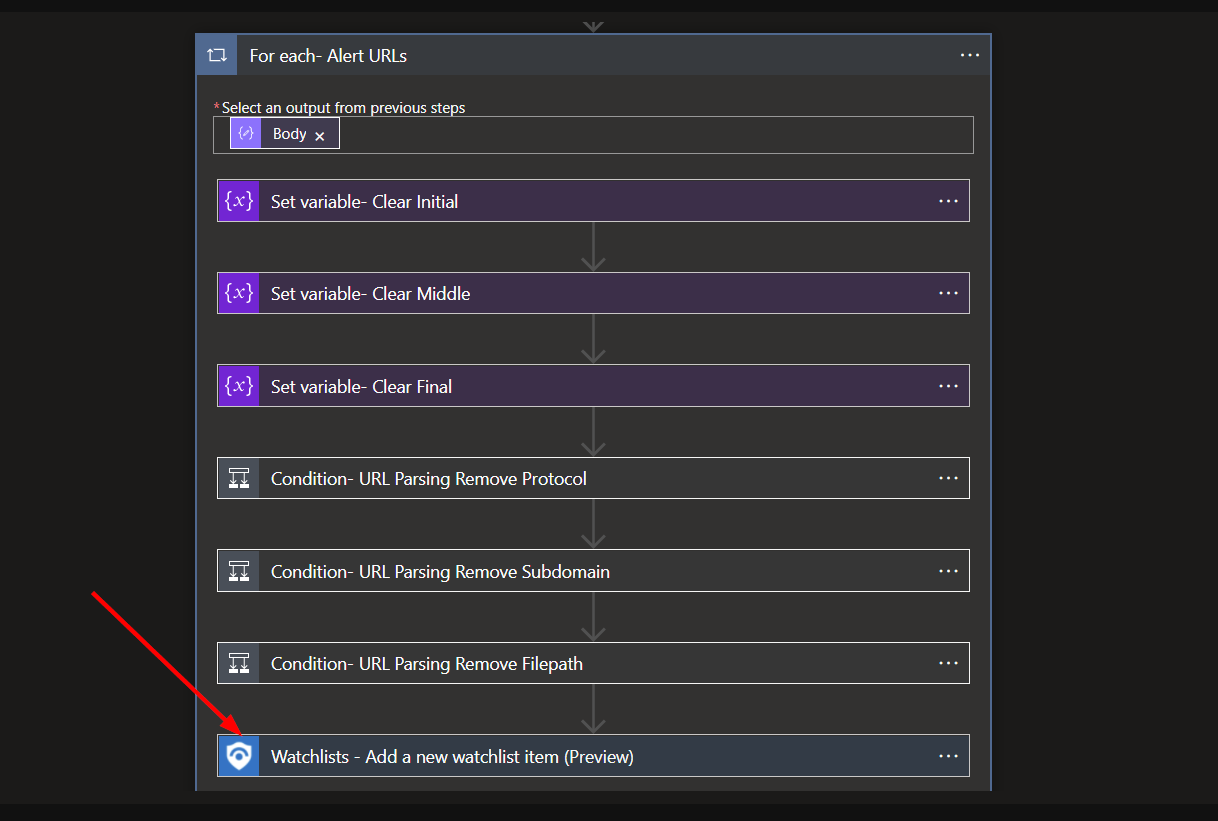 For each- Alert URLs
* Select an output from previous steps
Body ×
{x} Set variable- Clear Initial
{x} Set variable- Clear Middle
{x} Set variable- Clear Final
Condition- URL Parsing Remove Protocol
Condition- URL Parsing Remove Subdomain
Condition- URL Parsing Remove Filepath
Watchlists - Add a new watchlist item (Preview)